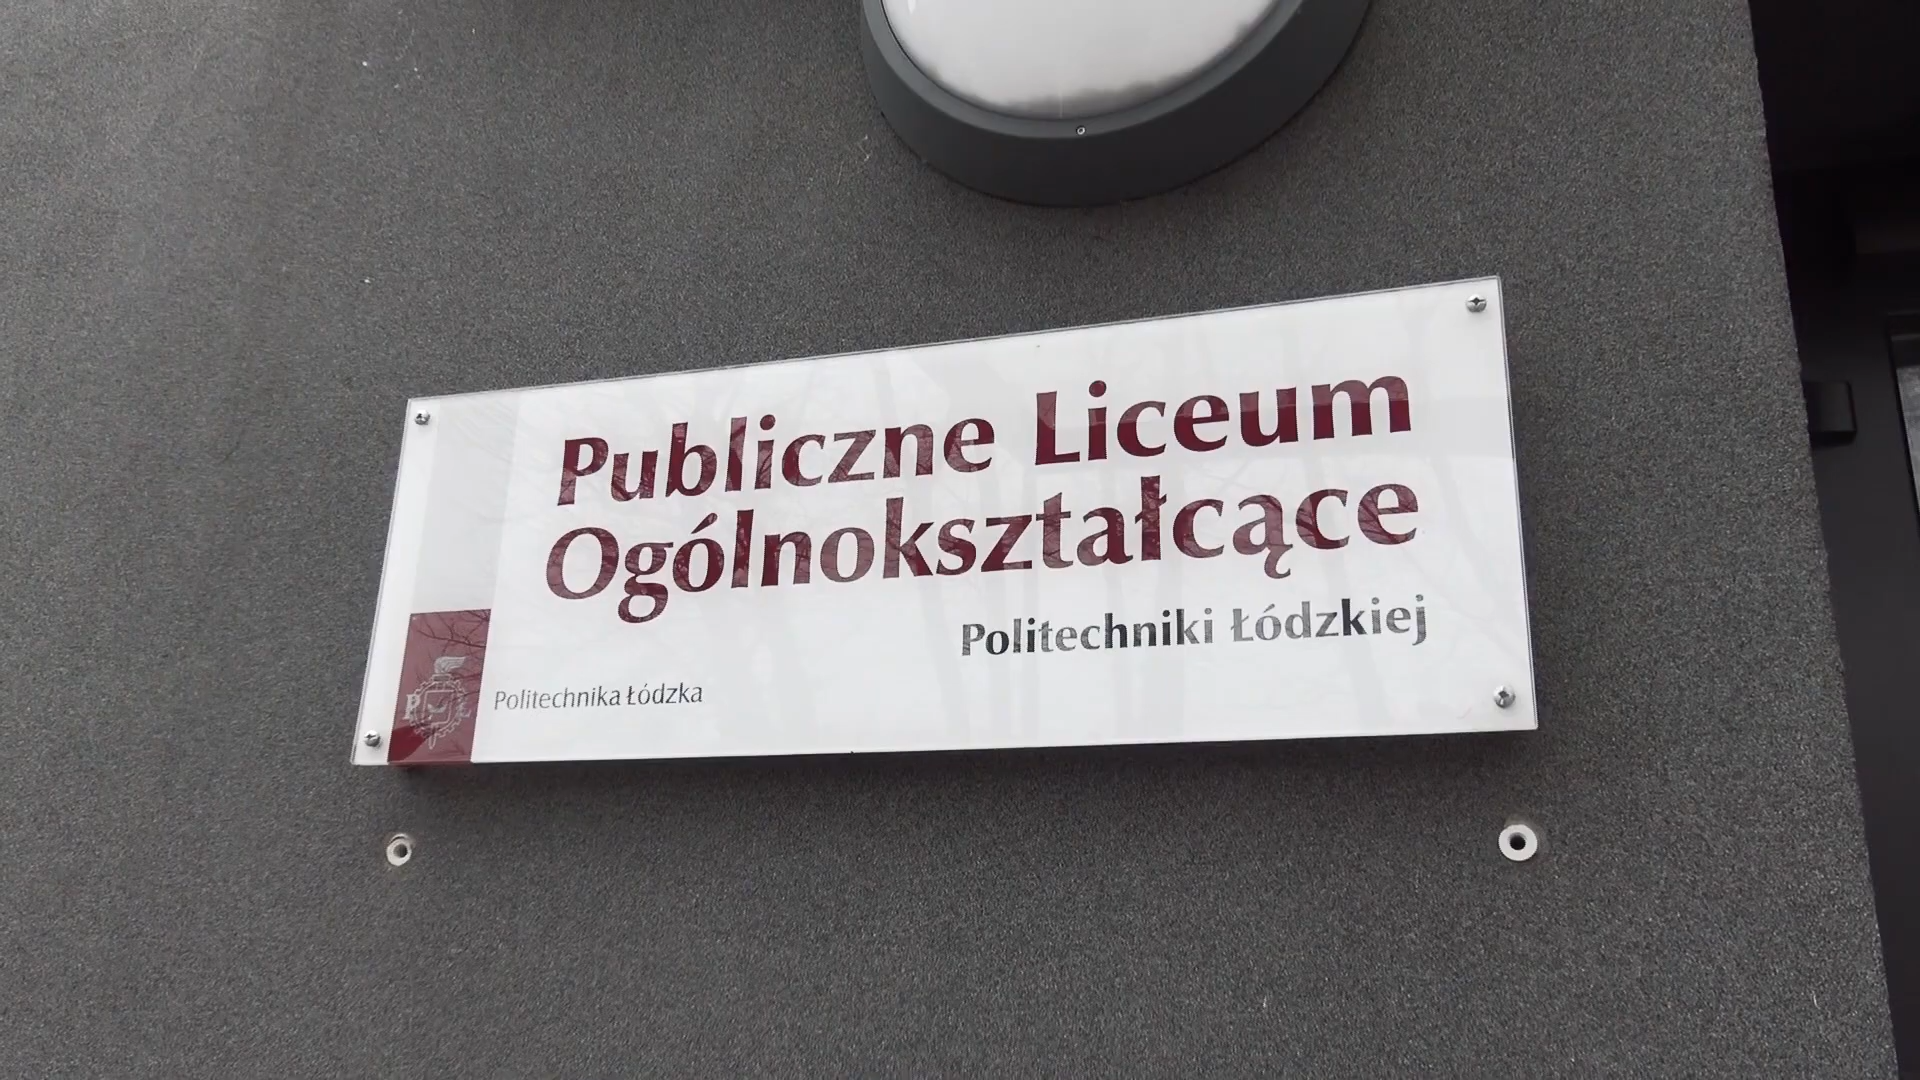 Publiczne Liceum
Ogólnokształcące
Politechniki Łódzkiej
Politechnika Łódzka